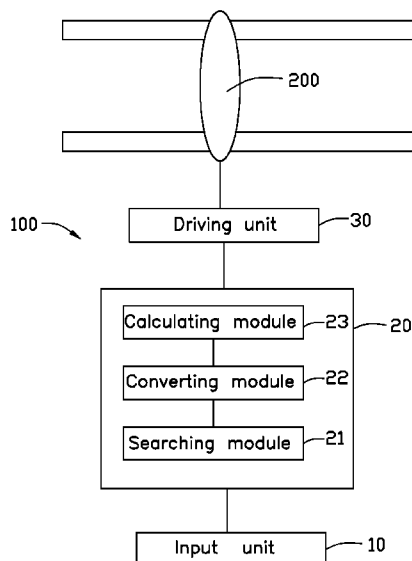 200
Driving unit
30
100
Calculating module
23
20
Converting module
22
Searching module
21
Input unit
10